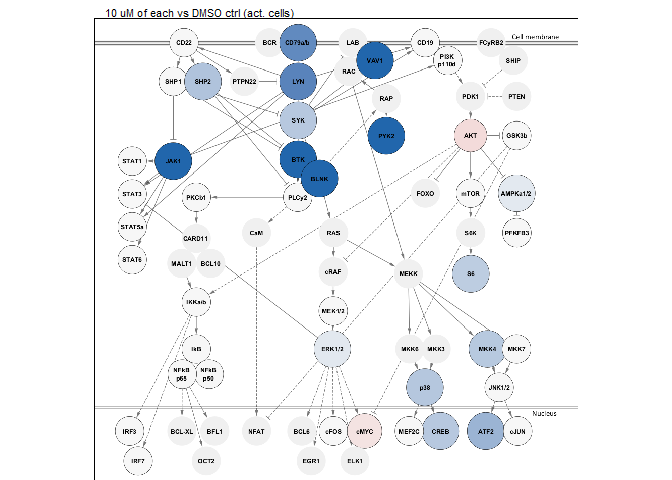 10 uM of each vs DMSO ctrl (act. cells)
Cell membrane
CD22
BCR
CD79a/b
LAB
CD19
FCyRB2
VAV1
PI3K
p110d
SHIP
RAC
SHP1
SHP2
PTPN22
LYN
RAP
PDK1
PTEN
SYK
PYK2
AKT
GSK3b
STAT1
JAK1
BTK
BLNK
STAT3
PKCb1
PLCy2
FOXO
mTOR
AMPKa1/2
STAT5a
CARD11
CaM
RAS
S6K
PFKFB3
STAT6
MALT1
BCL10
cRAF
MEKK
S6
IKKa/b
MEK1/2
IkB
ERK1/2
MKK6
MKK3
MKK4
MKK7
NFkB
p65
NFkB
p50
p38
JNK1/2
Nucleus
IRF3
BCL-XL
BFL1
NFAT
BCL6
cFOS
cMYC
MEF2C
CREB
ATF2
cJUN
IRF7
OCT2
EGR1
ELK1